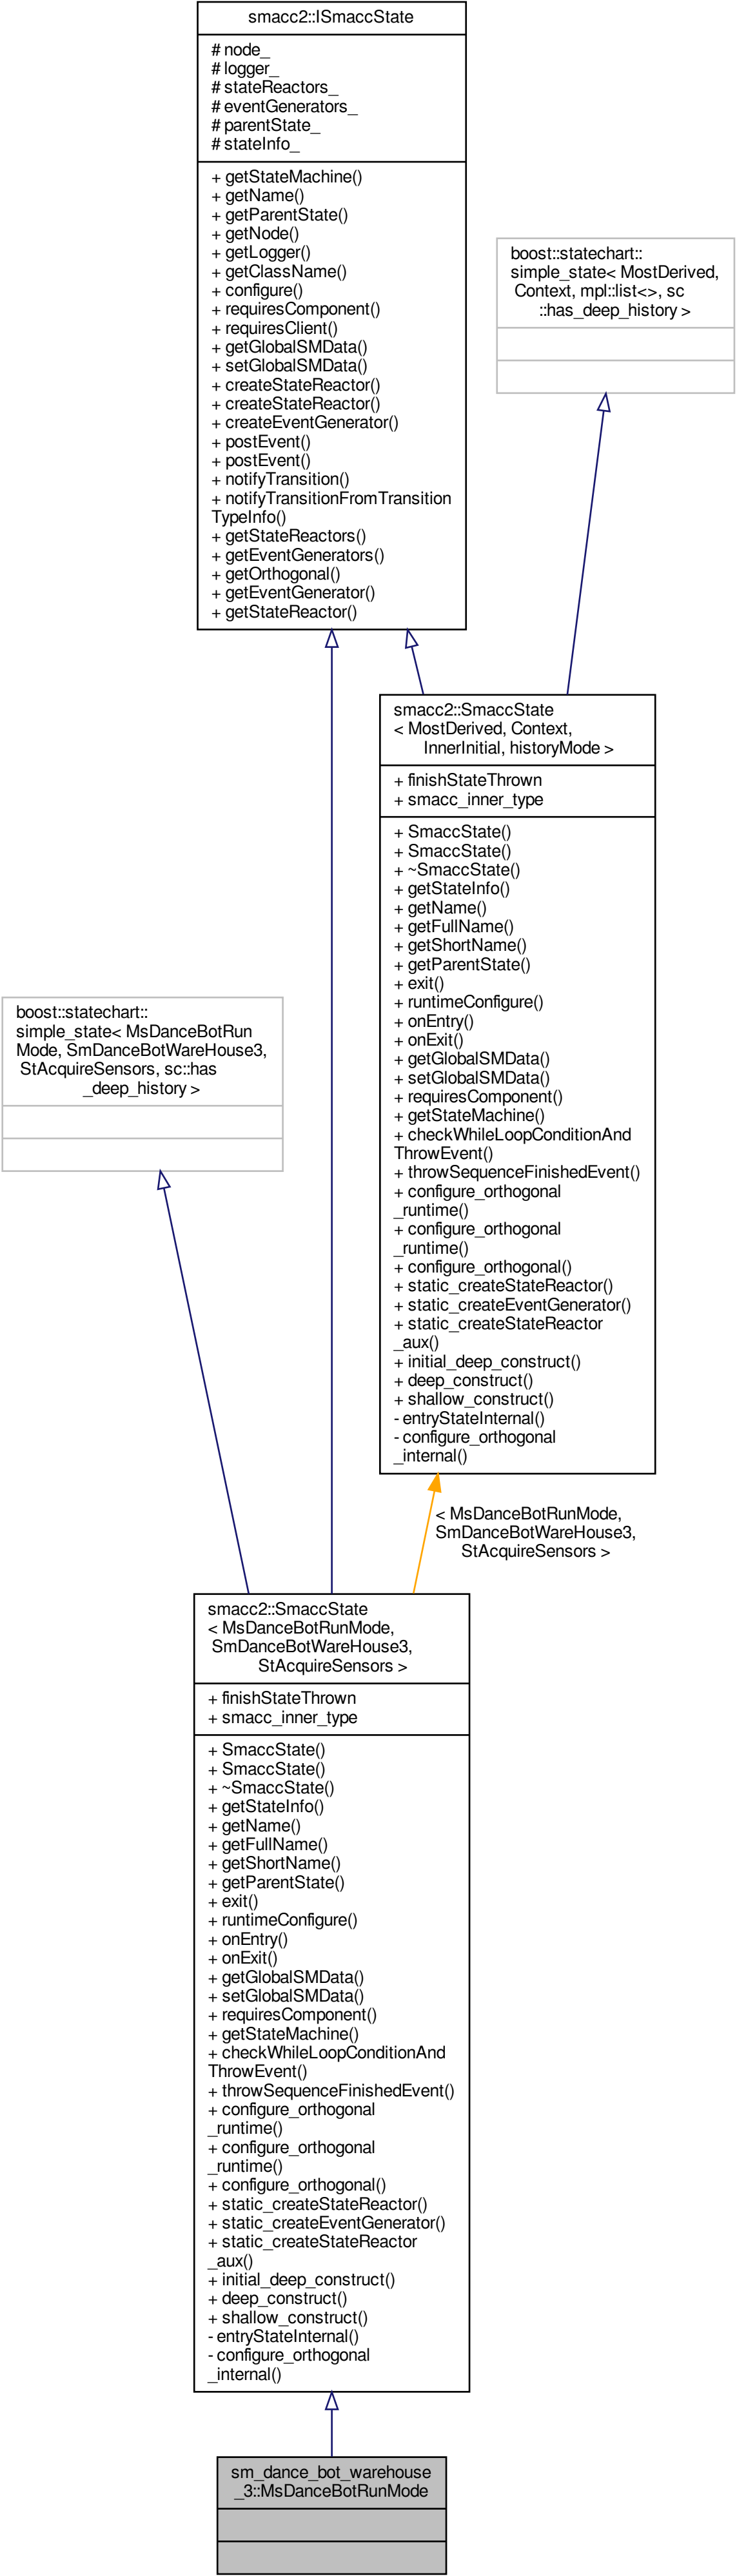 smacc2::ISmaccState
# node_
# logger_
# stateReactors_
# eventGenerators_
# parentState_
# stateInfo_
+ getStateMachine()
+ getName()
+ getParentState()
+ getNode()
+ getLogger()
+ getClassName()
+ configure()
+ requiresComponent()
+ requiresClient()
+ getGlobalSMData()
+ setGlobalSMData()
+ createStateReactor()
+ createStateReactor()
+ createEventGenerator()
+ postEvent()
+ postEvent()
+ notifyTransition()
+ notifyTransitionFromTransition
TypeInfo()
+ getStateReactors()
+ getEventGenerators()
+ getOrthogonal()
+ getEventGenerator()
+ getStateReactor()
boost::statechart::
simple_state< MostDerived,
Context, mpl::list<>, sc
::has_deep_history >
smacc2::SmaccState
< MostDerived, Context,
InnerInitial, historyMode >
+ finishStateThrown
+ smacc_inner_type
+ SmaccState()
+ SmaccState()
+ ~SmaccState()
+ getStateInfo()
+ getName()
+ getFullName()
+ getShortName()
+ getParentState()
+ exit()
+ runtimeConfigure()
+ onEntry()
+ onExit()
+ getGlobalSMData()
+ setGlobalSMData()
+ requiresComponent()
+ getStateMachine()
+ checkWhileLoopConditionAnd
ThrowEvent()
+ throwSequenceFinishedEvent()
+ configure_orthogonal
_runtime()
+ configure_orthogonal
_runtime()
+ configure_orthogonal()
+ static_createStateReactor()
+ static_createEventGenerator()
+ static_createStateReactor
_aux()
+ initial_deep_construct()
+ deep_construct()
+ shallow_construct()
- entryStateInternal()
- configure_orthogonal
_internal()
boost::statechart::
simple_state< MsDanceBotRun
Mode, SmDanceBotWareHouse3,
StAcquireSensors, sc::has
_deep_history >
< MsDanceBotRunMode,
SmDanceBotWareHouse3,
StAcquireSensors >
smacc2::SmaccState
< MsDanceBotRunMode,
SmDanceBotWareHouse3,
StAcquireSensors >
+ finishStateThrown
+ smacc_inner_type
+ SmaccState()
+ SmaccState()
+ ~SmaccState()
+ getStateInfo()
+ getName()
+ getFullName()
+ getShortName()
+ getParentState()
+ exit()
+ runtimeConfigure()
+ onEntry()
+ onExit()
+ getGlobalSMData()
+ setGlobalSMData()
+ requiresComponent()
+ getStateMachine()
+ checkWhileLoopConditionAnd
ThrowEvent()
+ throwSequenceFinishedEvent()
+ configure_orthogonal
_runtime()
+ configure_orthogonal
_runtime()
+ configure_orthogonal()
+ static_createStateReactor()
+ static_createEventGenerator()
+ static_createStateReactor
_aux()
+ initial_deep_construct()
+ deep_construct()
+ shallow_construct()
- entryStateInternal()
- configure_orthogonal
_internal()
sm_dance_bot_warehouse
_3::MsDanceBotRunMode